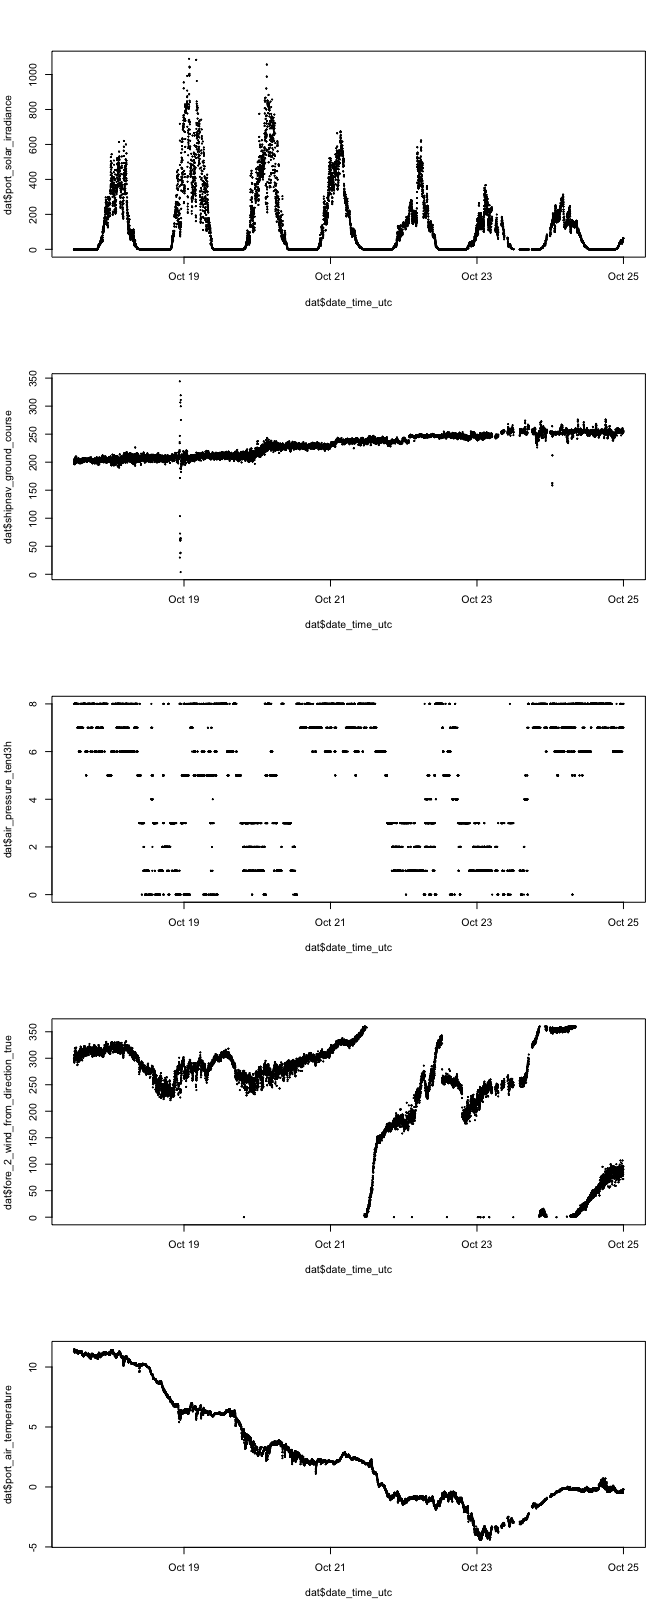 dat$port_solar_irradiance
0 200 400 600 800 1000
Oct 19 Oct 21 Oct 23 Oct 25
dat$date_time_utc
dat$shipnav_ground_course
0 50 100 150 200 250 300 350
Oct 19 Oct 21 Oct 23 Oct 25
dat$date_time_utc
dat$air_pressure_tend3h
0 2 4 6 8
Oct 19 Oct 21 Oct 23 Oct 25
dat$date_time_utc
dat$fore_2_wind_from_direction_true
0 50 100 150 200 250 300 350
Oct 19 Oct 21 Oct 23 Oct 25
dat$date_time_utc
dat$port_air_temperature
-5 0 5 10
Oct 19 Oct 21 Oct 23 Oct 25
dat$date_time_utc